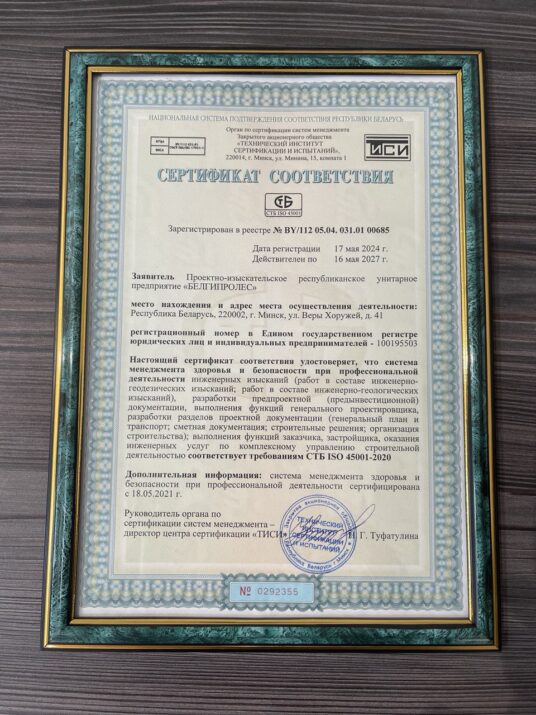 НАЦИОНАЛЬНАЯ СИСТЕМА ПОДТВЕРЖДЕНИЯ СООТВЕТСТВИЯ РЕСПУБЛИКИ БЕЛАРУСЬ
Орган по сертификации систем менеджмента
Закрытого акционерного общества
«ТЕХНИЧЕСКИЙ ИНСТИТУТ
СЕРТИФИКАЦИИ И ИСПЫТАНИЙ»,
220014, г. Минск, ул. Минина, 15, комната 1
ТИСИ
СЕРТИФИКАТ СООТВЕТСТВИЯ
СТБ ISO 45001
Зарегистрирован в реестре № BY/112 05.04. 031.01 00685
Дата регистрации 17 мая 2024 г.
Действителен по 16 мая 2027 г.
Заявитель Проектно-изыскательское республиканское унитарное
предприятие «БЕЛГИПРОЛЕС»
место нахождения и адрес места осуществления деятельности:
Республика Беларусь, 220002, г. Минск, ул. Веры Хоружей, д. 41
регистрационный номер в Едином государственном регистре
юридических лиц и индивидуальных предпринимателей - 100195503
Настоящий сертификат соответствия удостоверяет, что система
менеджмента здоровья и безопасности при профессиональной
деятельности инженерных изысканий (работ в составе инженерно-
геодезических изысканий; работ в составе инженерно-геологических
изысканий), разработки предпроектной (предынвестиционной)
документации, выполнения функций генерального проектировщика,
разработки разделов проектной документации (генеральный план и
транспорт; сметная документация; строительные решения; организация
строительства); выполнения функций заказчика, застройщика, оказания
инженерных услуг по комплексному управлению строительной
деятельностью соответствует требованиям СТБ ISO 45001-2020
Дополнительная информация: система менеджмента здоровья и
безопасности при профессиональной деятельности сертифицирована
с 18.05.2021 г.
Руководитель органа по
сертификации систем менеджмента –
директор центра сертификации «ТИСИ» Г. Туфатулина
ТЕХНИЧЕСКИЙ
ИНСТИТУТ
СЕРТИФИКАЦИИ
И ИСПЫТАНИЙ
№ 0292355